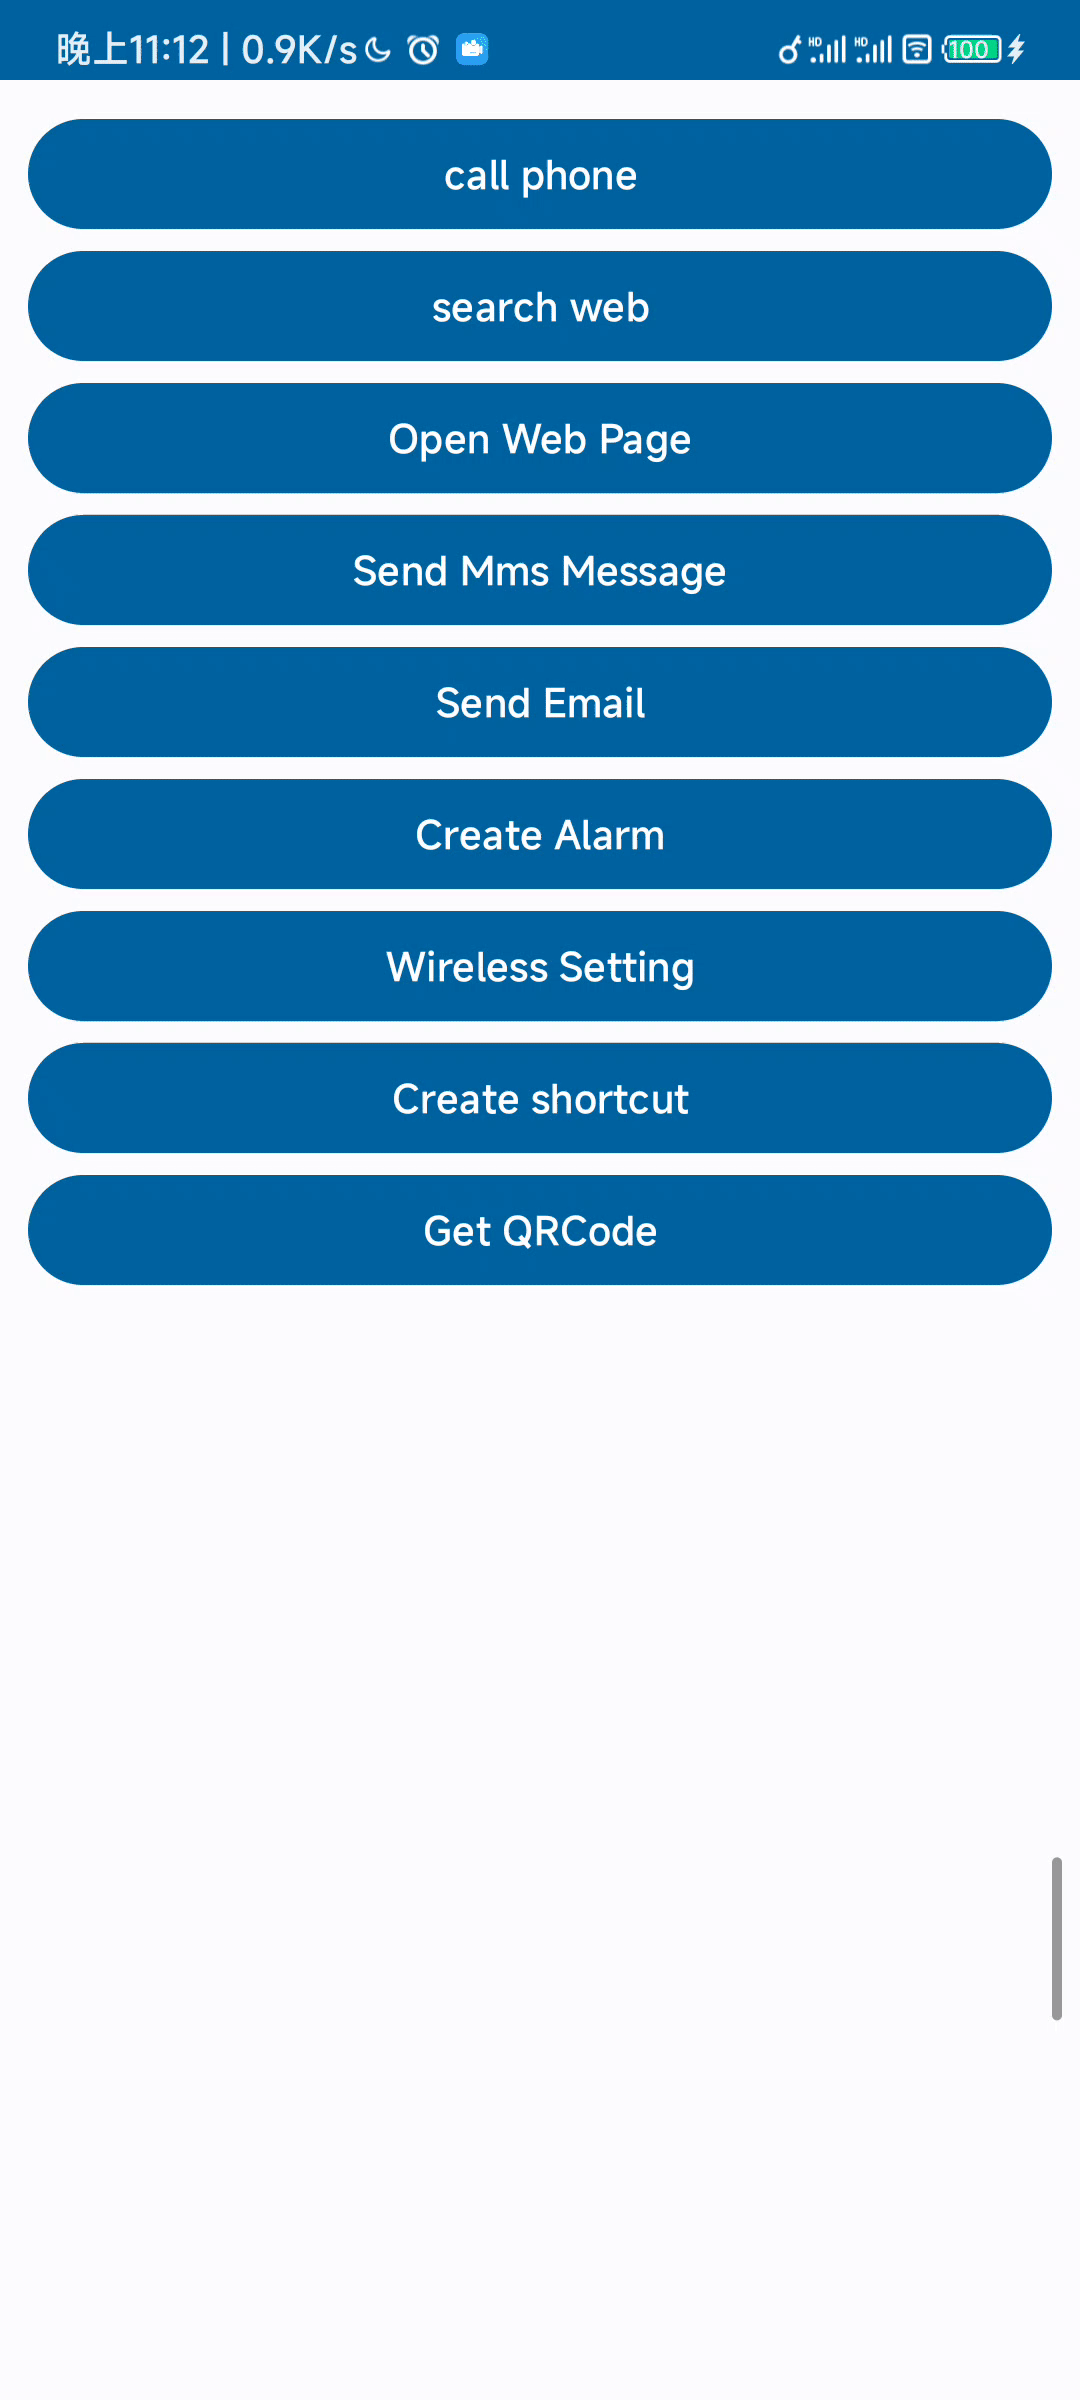 晚上11:12 | 0.9K/s HD HD 100
call phone
search web
Open Web Page
Send Mms Message
Send Email
Create Alarm
Wireless Setting
Create shortcut
Get QRCode